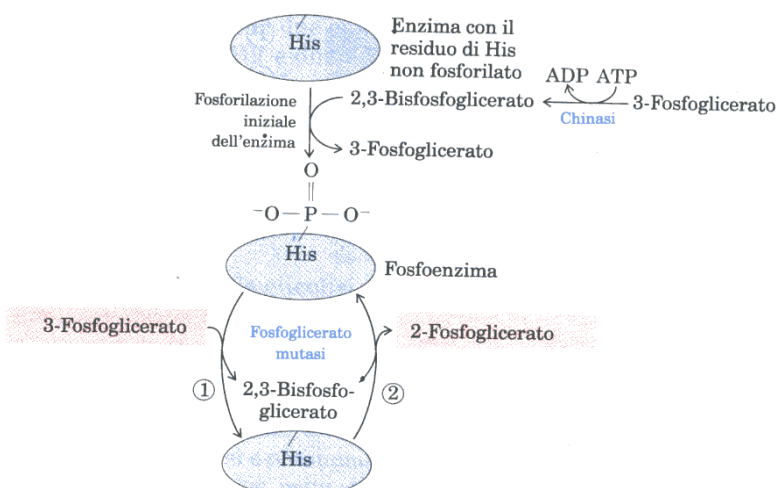 His
Enzima con il
residuo di His
non fosforilato
ADP ATP
Fosforilazione
iniziale
dell'enzima
2,3-Bisfosfoglicerato
3-Fosfoglicerato
Chinasi
3-Fosfoglicerato
O
⁻O—P—O⁻
His
Fosfoenzima
3-Fosfoglicerato
Fosfoglicerato
mutasi
2-Fosfoglicerato
1
2,3-Bisfosfo-
glicerato
2
His